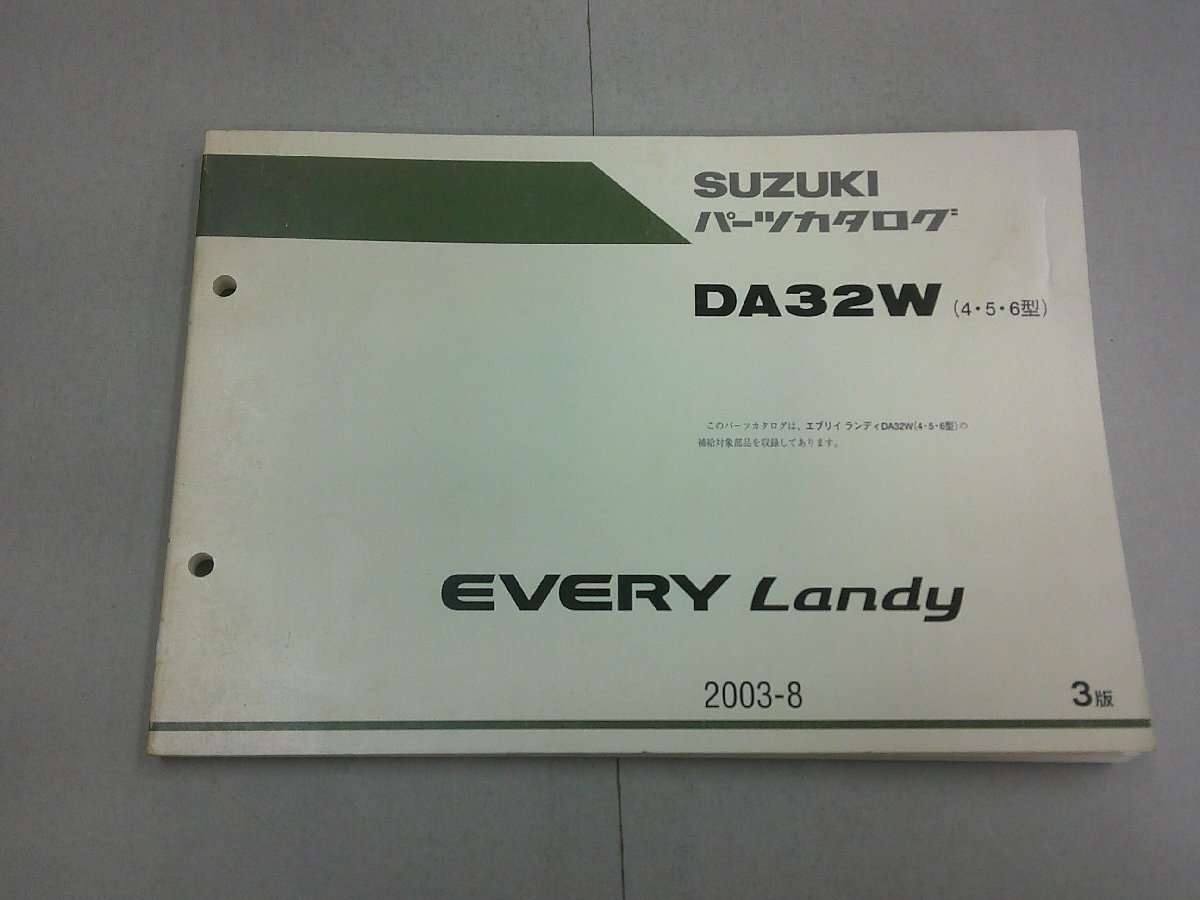 SUZUKI
パーツカタログ
DA32W (4・5・6型)
このパーツカタログは、エブリイ ランディDA32W(4・5・6型)の
補給対象部品を収録してあります。
EVERY Landy
2003-8
3版